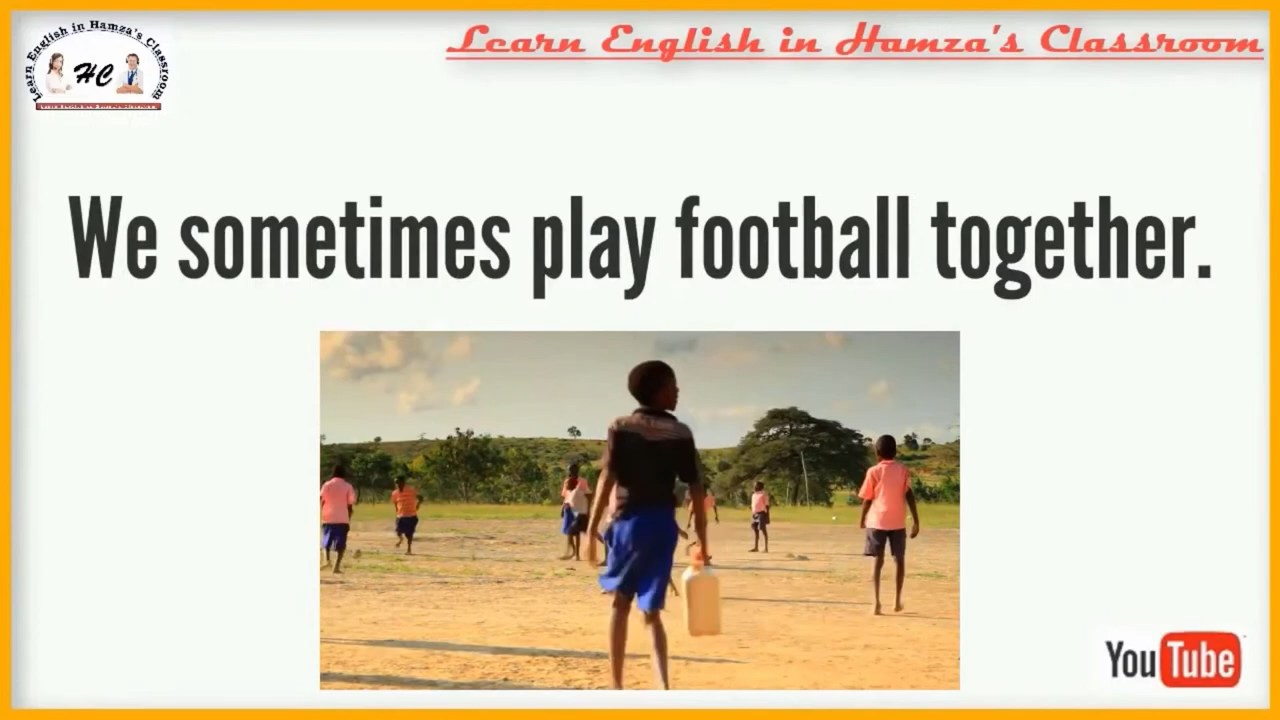 Learn English in Hamza's Classroom
Learn English in Hamza's Classroom
HC
We sometimes play football together.
YouTube